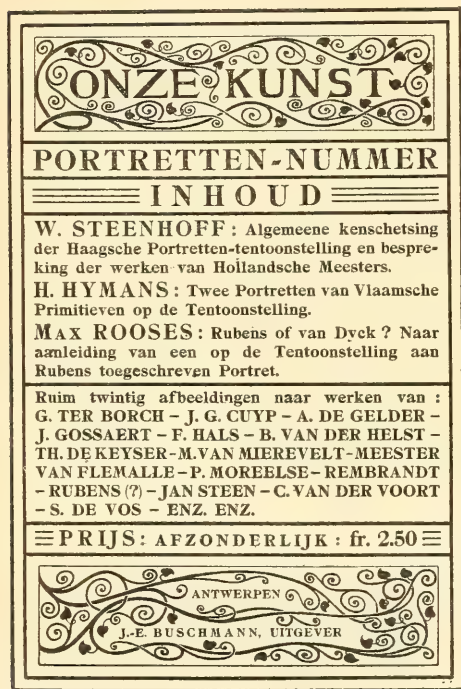 ONZE KUNST
PORTRETTEN-NUMMER
INHOUD
W. STEENHOFF: Algemeene kenschetsing
der Haagsche Portretten-tentoonstelling en bespre-
king der werken van Hollandsche Meesters.
H. HYMANS: Twee Portretten van Vlaamsche
Primitieven op de Tentoonstelling.
MAX ROOSES: Rubens of van Dyck? Naar
aanleiding van een op de Tentoonstelling aan
Rubens toegeschreven Portret.
Ruim twintig afbeeldingen naar werken van :
G. TER BORCH – J. G. CUYP – A. DE GELDER –
J. GOSSAERT – F. HALS – B. VAN DER HELST –
TH. DE KEYSER – M. VAN MIEREVELT – MEESTER
VAN FLEMALLE – P. MOREELSE – REMBRANDT
– RUBENS (?) – JAN STEEN – C. VAN DER VOORT
– S. DE VOS – ENZ. ENZ.
PRIJS: AFZONDERLIJK : fr. 2.50
ANTWERPEN
J.-E. BUSCHMANN, UITGEVER